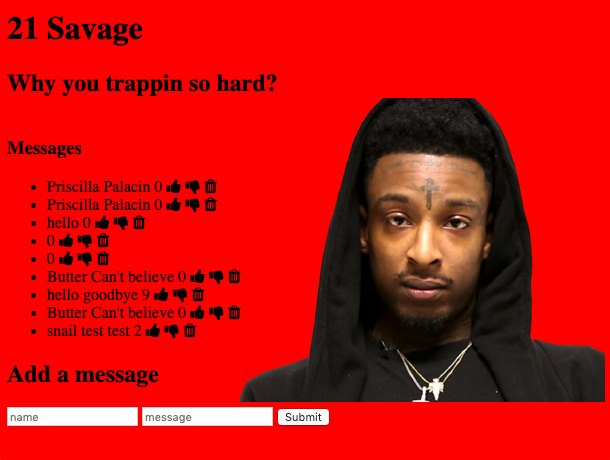 21 Savage
Why you trappin so hard?
Messages
Priscilla Palacin 0
Priscilla Palacin 0
hello 0
0
0
Butter Can't believe 0
hello goodbye 9
Butter Can't believe 0
snail test test 2
Add a message
name message Submit